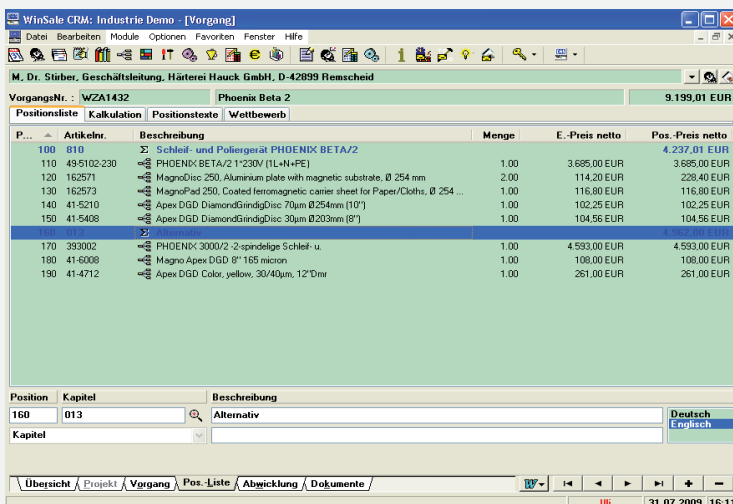 WinSale CRM: Industrie Demo - [Vorgang]
Datei Bearbeiten Module Optionen Favoriten Fenster Hilfe
M, Dr. Stirber, Geschäftsleitung, Härterei Hauck GmbH, D-42899 Remscheid
VorgangsNr. : WZA1432 Phoenix Beta 2 9.199,01 EUR
Positionsliste Kalkulation Positionstexte Wettbewerb
P... Artikelnr. Beschreibung Menge E.-Preis netto Pos.-Preis netto
100 810 Σ Schleif- und Poliergerät PHOENIX BETA/2 4.237,01 EUR
110 49-5102-230 PHOENIX BETA/2 1*230V (1L+N+PE) 1.00 3.685,00 EUR 3.685,00 EUR
120 162571 MagnoDisc 250, Aluminium plate with magnetic substrate, Ø 254 mm 2.00 114,20 EUR 228,40 EUR
130 162573 MagnoPad 250, Coated ferromagnetic carrier sheet for Paper/Cloths, Ø 254 ... 1.00 116,80 EUR 116,80 EUR
140 41-5210 Apex DGD DiamondGrindigDisc 70µm Ø254mm (10") 1.00 102,25 EUR 102,25 EUR
150 41-5408 Apex DGD DiamondGrindigDisc 30µm Ø203mm (8") 1.00 104,56 EUR 104,56 EUR
160 013 Σ Alternativ 4.962,00 EUR
170 393002 PHOENIX 3000/2 -2-spindelige Schleif- u. 1.00 4.593,00 EUR 4.593,00 EUR
180 41-6008 Magno Apex DGD 8" 165 micron 1.00 108,00 EUR 108,00 EUR
190 41-4712 Apex DGD Color, yellow, 30/40µm, 12"Dmr 1.00 261,00 EUR 261,00 EUR
Position Kapitel Beschreibung
160 013 Alternativ Deutsch
Englisch
Kapitel
Übersicht Projekt Vorgang Pos.-Liste Abwicklung Dokumente
Uli 31.07.2009 16:11